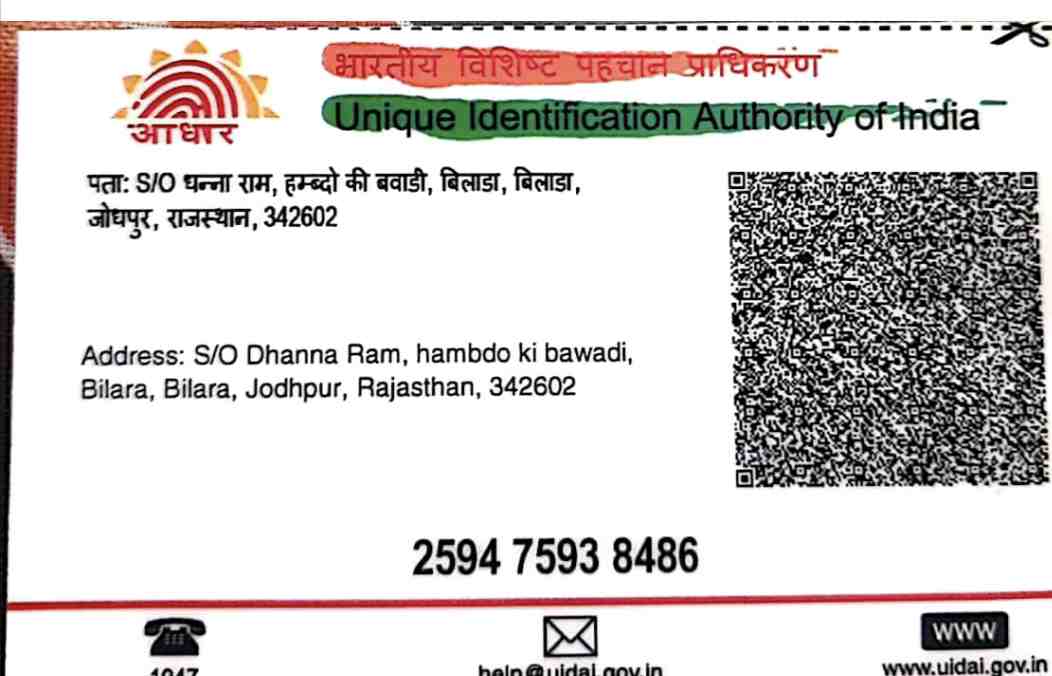 आधार
भारतीय विशिष्ट पहचान प्राधिकरण
Unique Identification Authority of India
पता: S/O धन्ना राम, हम्ब्दो की बवाडी, बिलाडा, बिलाडा,
जोधपुर, राजस्थान, 342602
Address: S/O Dhanna Ram, hambdo ki bawadi,
Bilara, Bilara, Jodhpur, Rajasthan, 342602
2594 7593 8486
1947
help@uidai.gov.in
WWW
www.uidai.gov.in